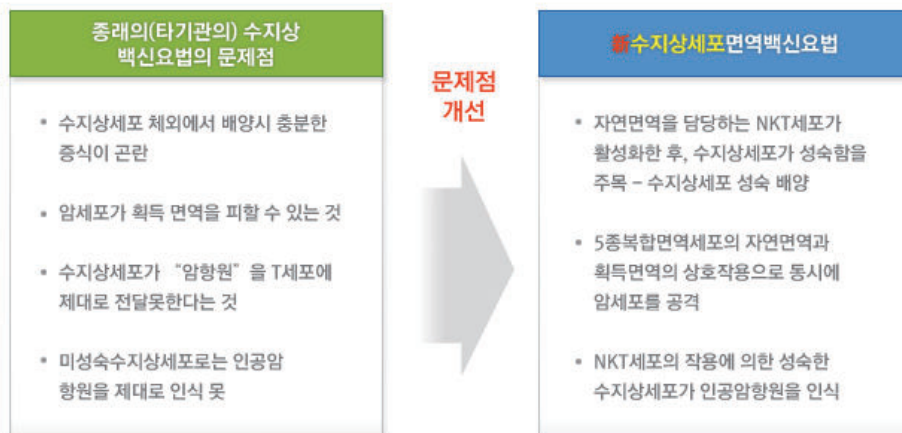 종래의(타기관의) 수지상
백신요법의 문제점
• 수지상세포 체외에서 배양시 충분한
증식이 곤란
• 암세포가 획득 면역을 피할 수 있는 것
• 수지상세포가 “암항원”을 T세포에
제대로 전달못한다는 것
• 미성숙수지상세포로는 인공암
항원을 제대로 인식 못
문제점
개선
新수지상세포면역백신요법
• 자연면역을 담당하는 NKT세포가
활성화한 후, 수지상세포가 성숙함을
주목 – 수지상세포 성숙 배양
• 5종복합면역세포의 자연면역과
획득면역의 상호작용으로 동시에
암세포를 공격
• NKT세포의 작용에 의한 성숙한
수지상세포가 인공암항원을 인식